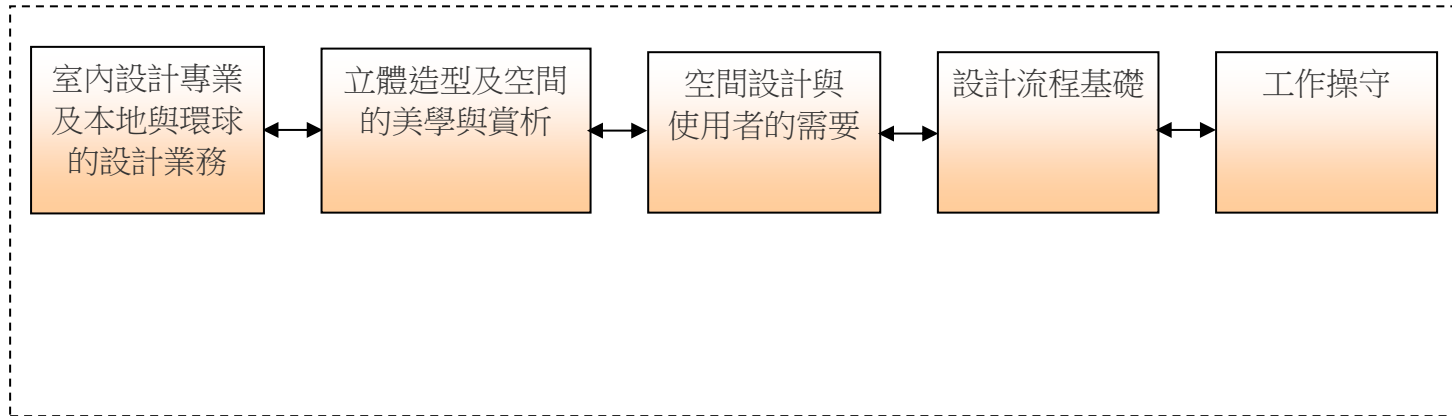 室內設計專業
及本地與環球
的設計業務
立體造型及空間
的美學與賞析
空間設計與
使用者的需要
設計流程基礎
工作操守